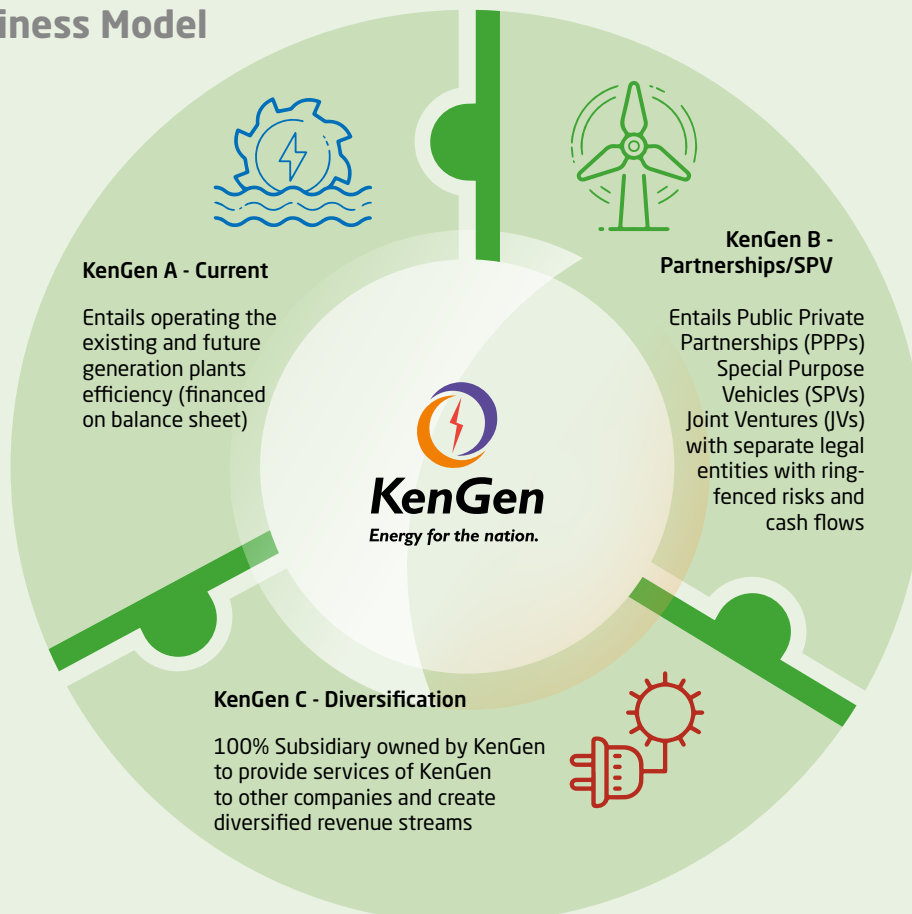 iness Model
KenGen A - Current
Entails operating the
existing and future
generation plants
efficiency (financed
on balance sheet)
KenGen B -
Partnerships/SPV
Entails Public Private
Partnerships (PPPs)
Special Purpose
Vehicles (SPVs)
Joint Ventures (JVs)
with separate legal
entities with ring-
fenced risks and
cash flows
KenGen
Energy for the nation.
KenGen C - Diversification
100% Subsidiary owned by KenGen
to provide services of KenGen
to other companies and create
diversified revenue streams